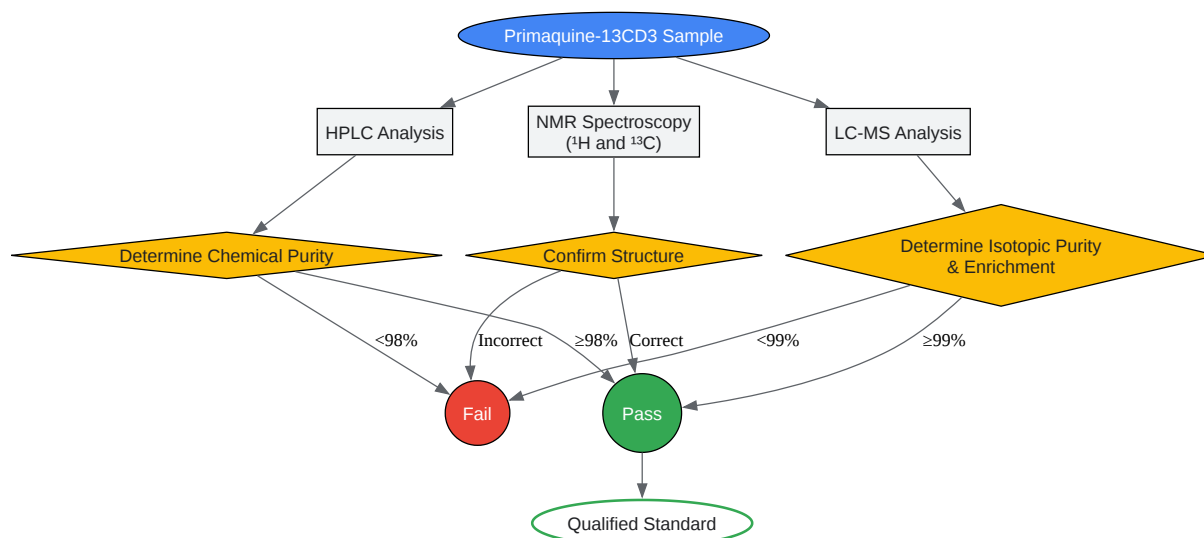 Primaquine-13CD3 Sample
HPLC Analysis
NMR Spectroscopy
(¹H and ¹³C)
LC-MS Analysis
Determine Chemical Purity
Confirm Structure
Determine Isotopic Purity
& Enrichment
<98%
Incorrect
≥98%
Correct
<99%
≥99%
Fail
Pass
Qualified Standard